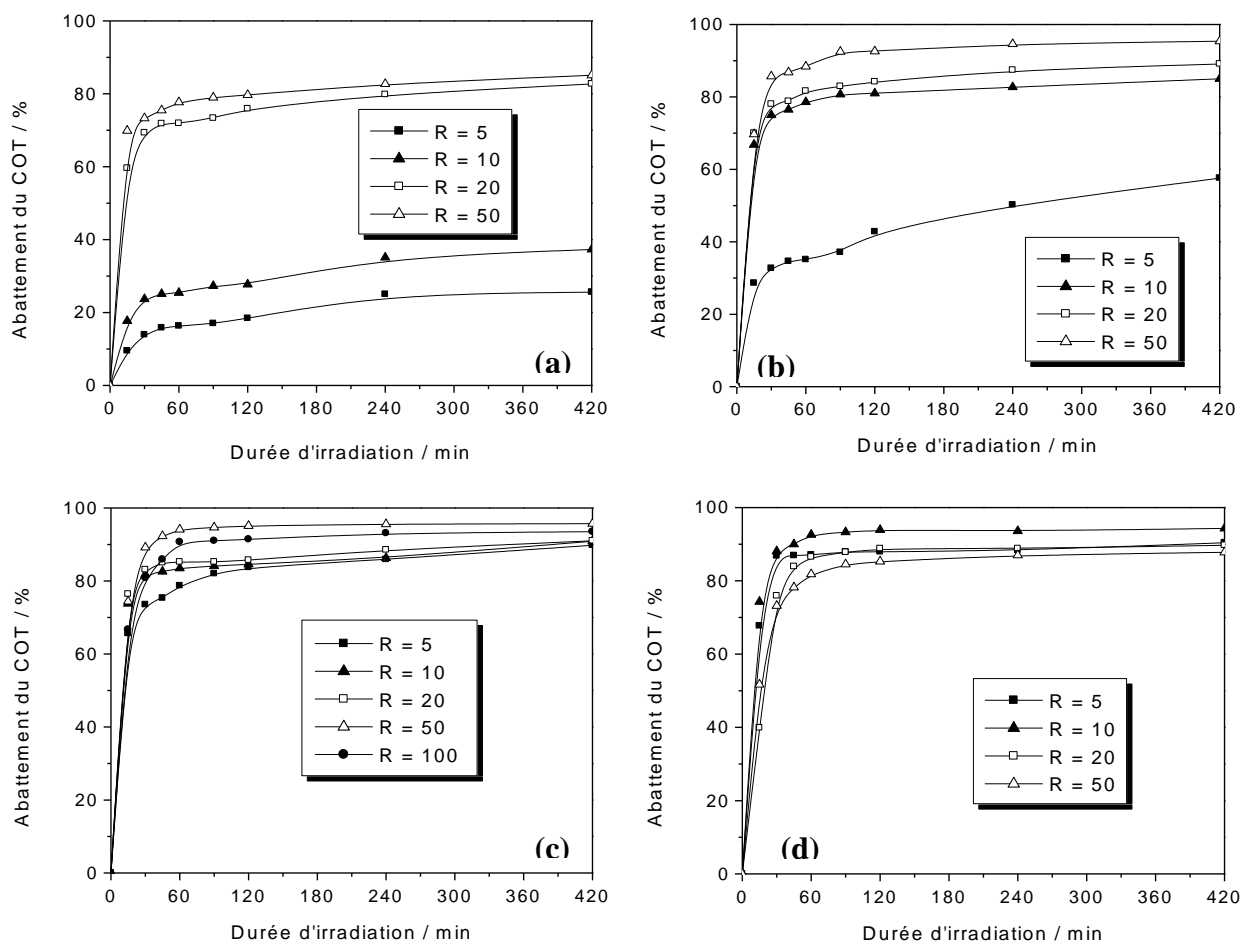 100
80
60
40
20
0
Abattement du COT / %
R = 5
R = 10
R = 20
R = 50
(a)
0 60 120 180 240 300 360 420
Durée d'irradiation / min
100
80
60
40
20
0
Abattement du COT / %
R = 5
R = 10
R = 20
R = 50
(b)
0 60 120 180 240 300 360 420
Durée d'irradiation / min
100
80
60
40
20
0
Abattement du COT / %
R = 5
R = 10
R = 20
R = 50
R = 100
(c)
0 60 120 180 240 300 360 420
Durée d'irradiation / min
100
80
60
40
20
0
Abattement du COT / %
R = 5
R = 10
R = 20
R = 50
(d)
0 60 120 180 240 300 360 420
Durée d'irradiation / min